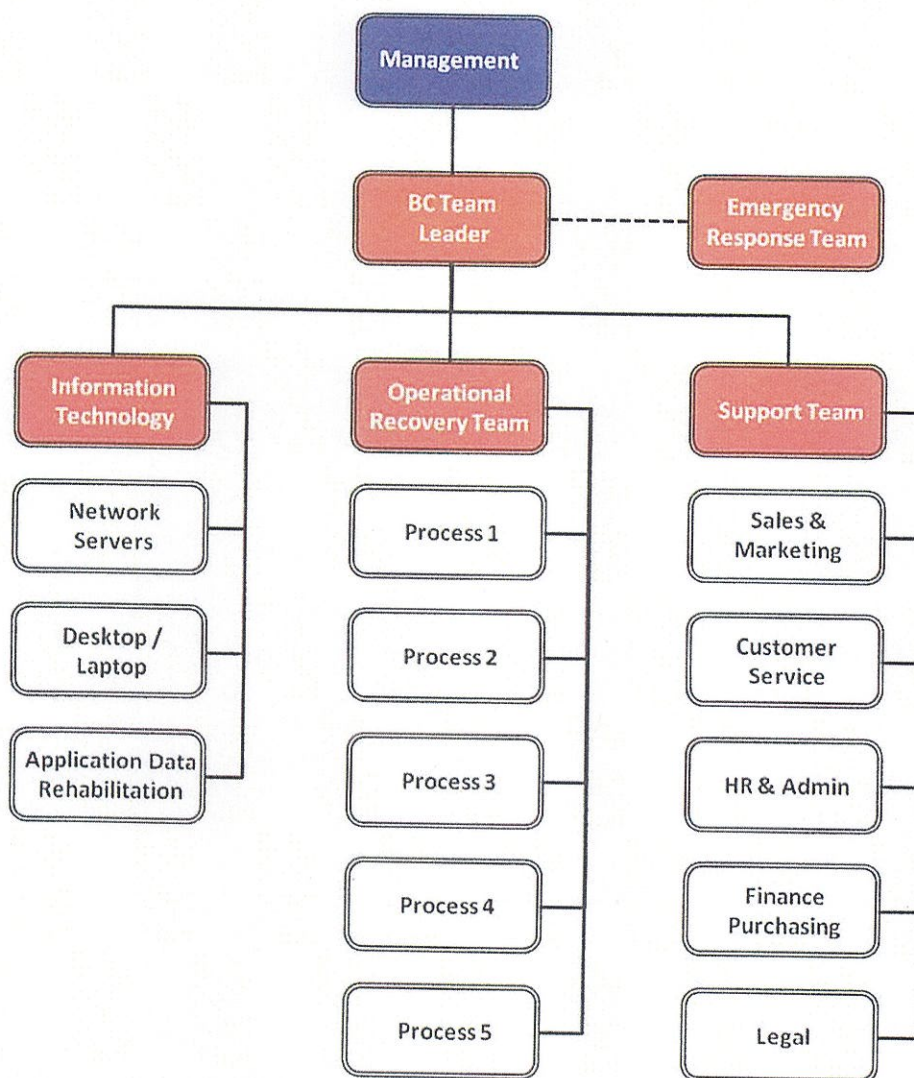 Management
BC Team
Leader
Emergency
Response Team
Information
Technology
Operational
Recovery Team
Support Team
Network
Servers
Process 1
Sales &
Marketing
Desktop /
Laptop
Process 2
Customer
Service
Application Data
Rehabilitation
Process 3
HR & Admin
Process 4
Finance
Purchasing
Process 5
Legal